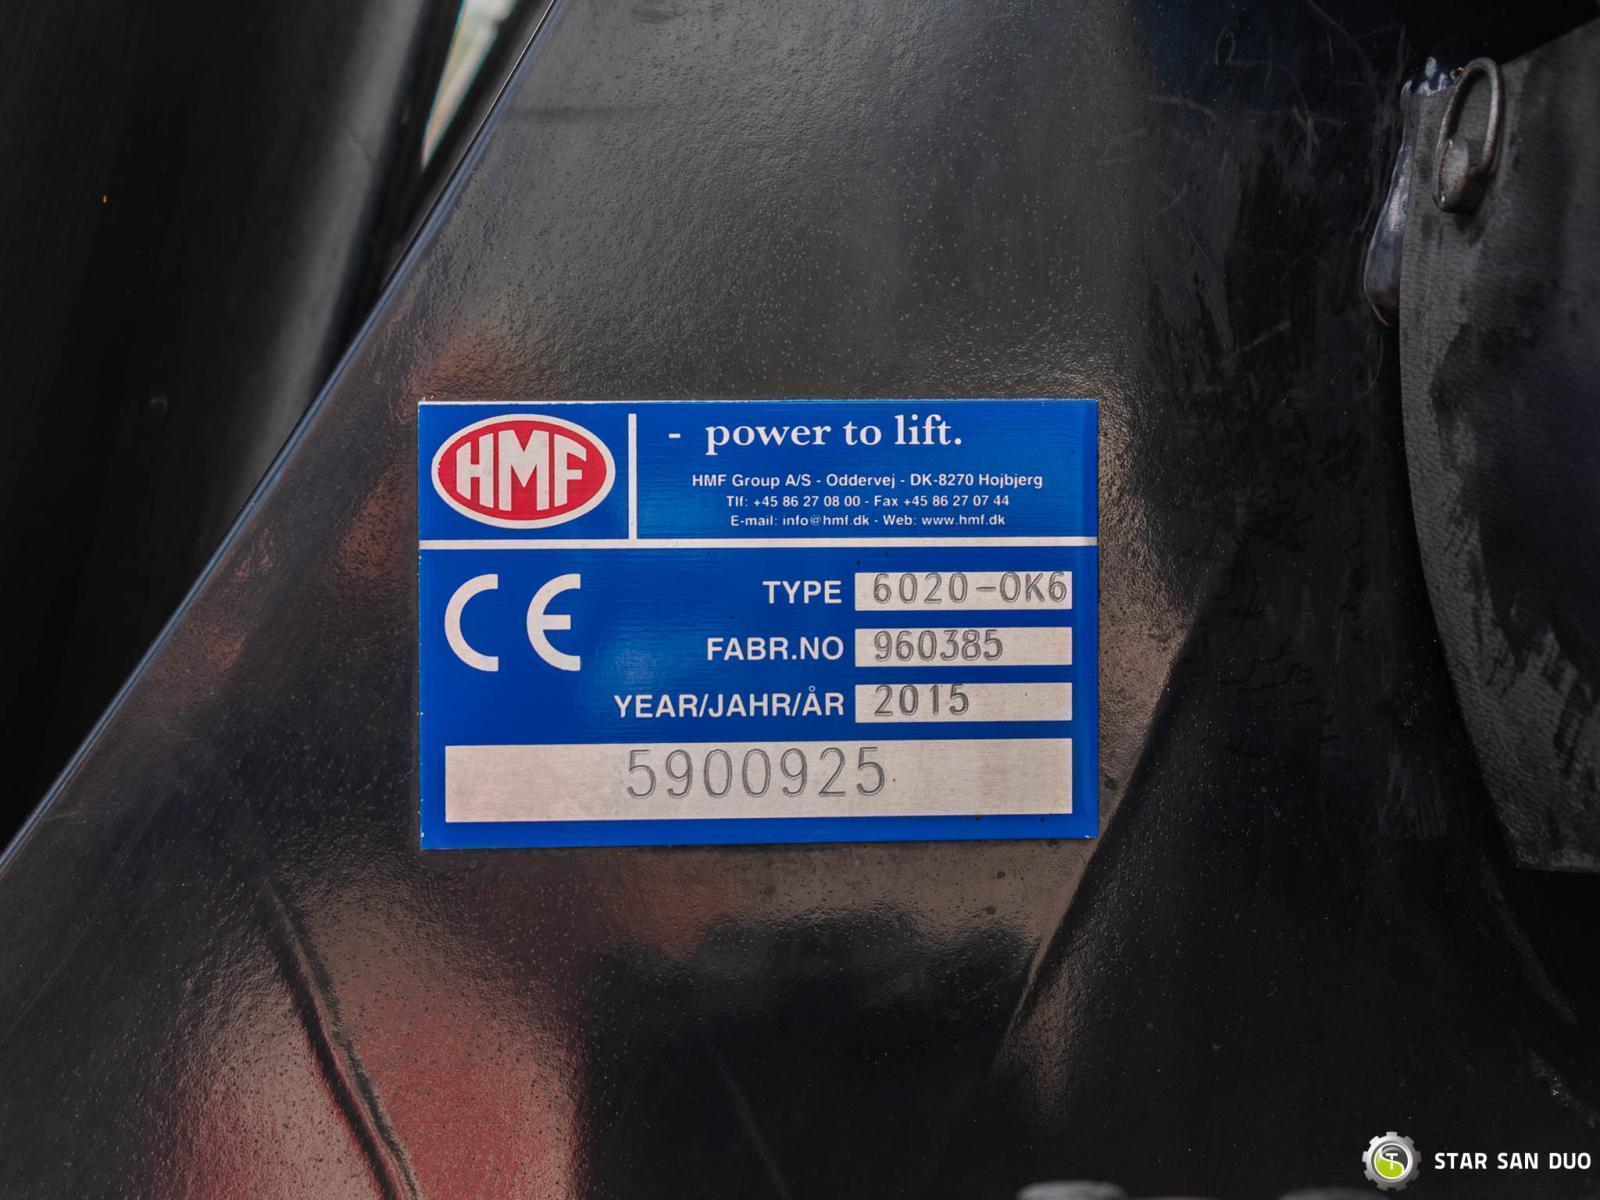 HMF
- power to lift.
HMF Group A/S - Oddervej - DK-8270 Hojbjerg
Tlf: +45 86 27 08 00 - Fax +45 86 27 07 44
E-mail: info@hmf.dk - Web: www.hmf.dk
CE
TYPE 6020-OK6
FABR.NO 960385
YEAR/JAHR/ÅR 2015
5900925
STAR SAN DUO